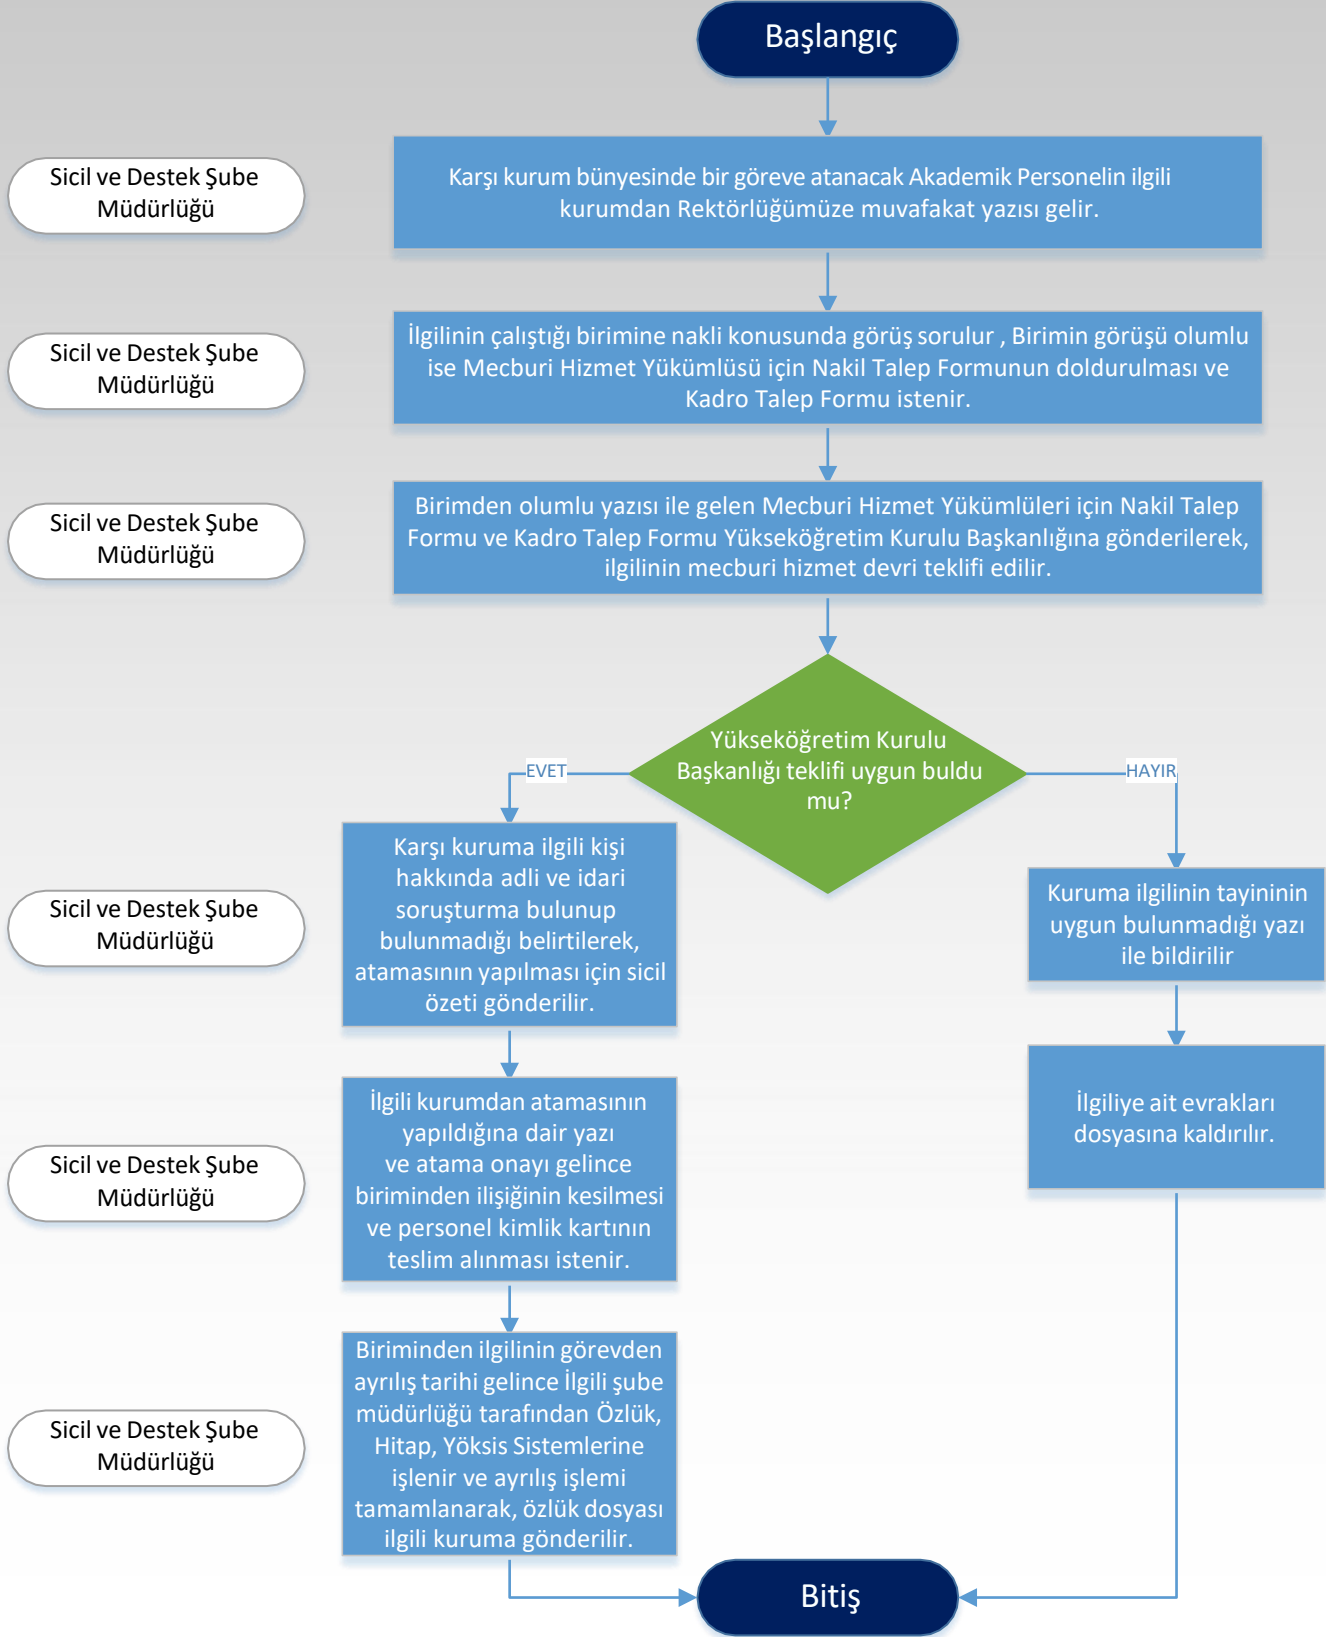 Başlangıç
Sicil ve Destek Şube
Müdürlüğü
Karşı kurum bünyesinde bir göreve atanacak Akademik Personelin ilgili
kurumdan Rektörlüğümüze muvafakat yazısı gelir.
Sicil ve Destek Şube
Müdürlüğü
İlgilinin çalıştığı birimine nakli konusunda görüş sorulur , Birimin görüşü olumlu
ise Mecburi Hizmet Yükümlüsü için Nakil Talep Formunun doldurulması ve
Kadro Talep Formu istenir.
Sicil ve Destek Şube
Müdürlüğü
Birimden olumlu yazısı ile gelen Mecburi Hizmet Yükümlüleri için Nakil Talep
Formu ve Kadro Talep Formu Yükseköğretim Kurulu Başkanlığına gönderilerek,
ilgilinin mecburi hizmet devri teklifi edilir.
Yükseköğretim Kurulu
Başkanlığı teklifi uygun buldu
mu?
EVET
HAYIR
Sicil ve Destek Şube
Müdürlüğü
Karşı kuruma ilgili kişi
hakkında adli ve idari
soruşturma bulunup
bulunmadığı belirtilerek,
atamasının yapılması için sicil
özeti gönderilir.
Kuruma ilgilinin tayininin
uygun bulunmadığı yazı
ile bildirilir
Sicil ve Destek Şube
Müdürlüğü
İlgili kurumdan atamasının
yapıldığına dair yazı
ve atama onayı gelince
biriminden ilişiğinin kesilmesi
ve personel kimlik kartının
teslim alınması istenir.
İlgiliye ait evrakları
dosyasına kaldırılır.
Sicil ve Destek Şube
Müdürlüğü
Biriminden ilgilinin görevden
ayrılış tarihi gelince İlgili şube
müdürlüğü tarafından Özlük,
Hitap, Yöksis Sistemlerine
işlenir ve ayrılış işlemi
tamamlanarak, özlük dosyası
ilgili kuruma gönderilir.
Bitiş